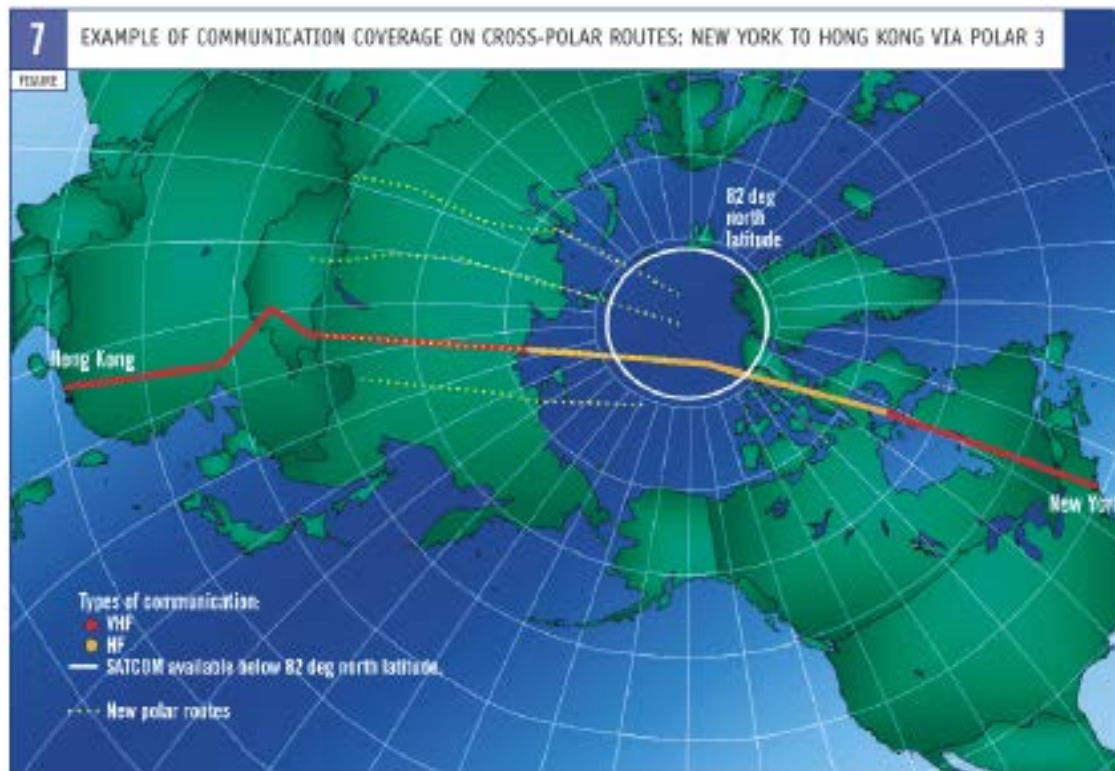 7
EXAMPLE OF COMMUNICATION COVERAGE ON CROSS-POLAR ROUTES: NEW YORK TO HONG KONG VIA POLAR 3
FIGURE
82 deg
north
latitude
Hong Kong
New Yor
Types of communication:
VHF
HF
SATCOM available below 82 deg north latitude.
New polar routes